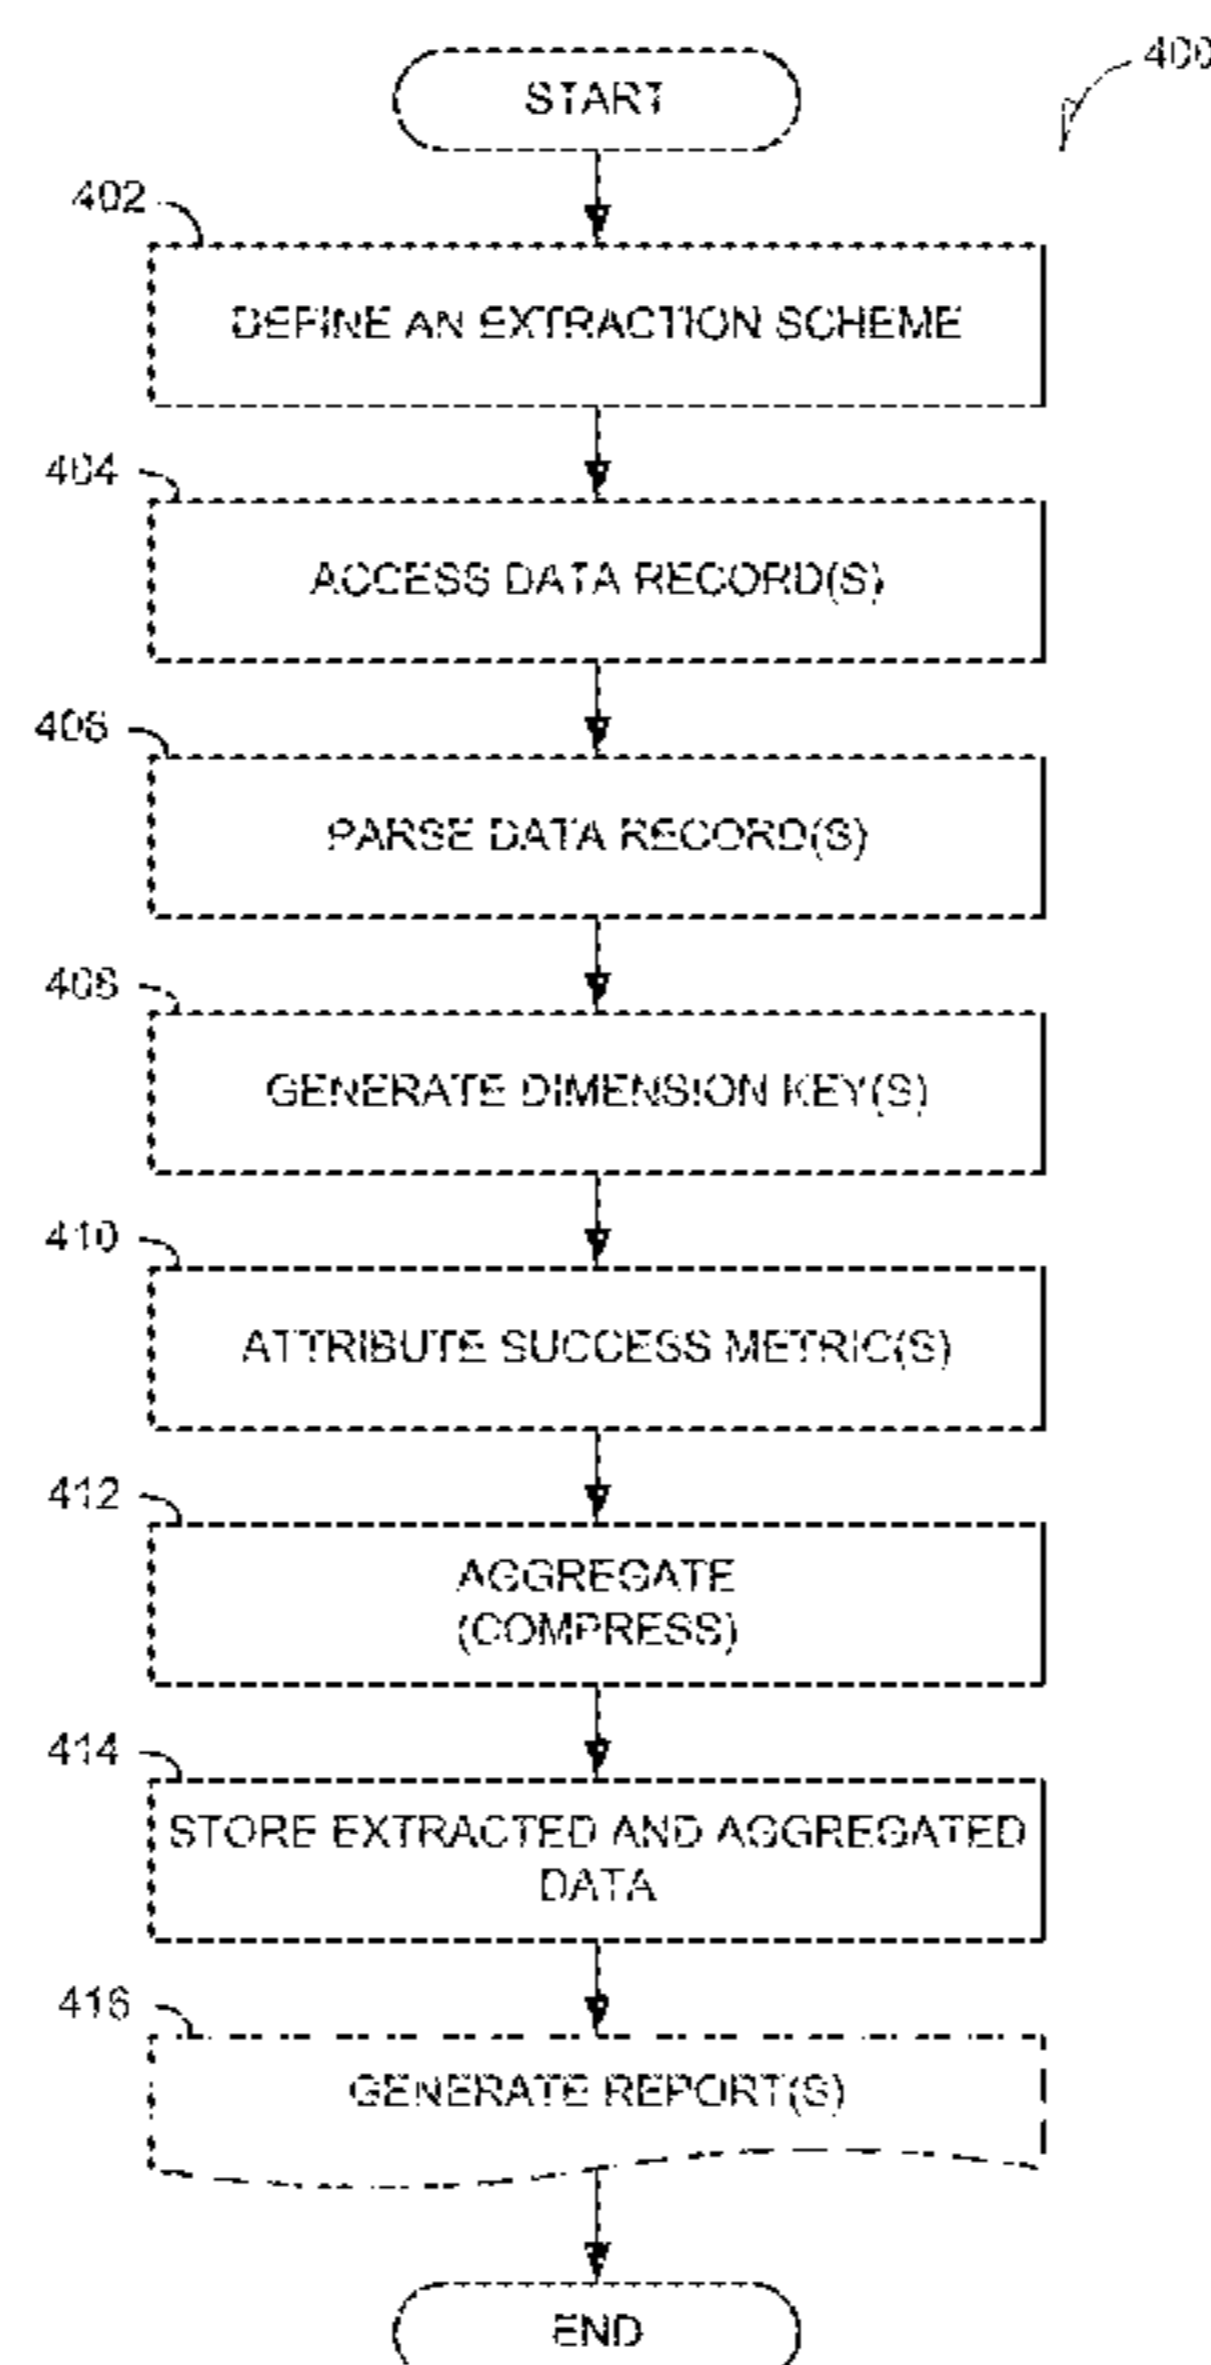 START
400
402
DEFINE AN EXTRACTION SCHEME
404
ACCESS DATA RECORD(S)
406
PARSE DATA RECORD(S)
408
GENERATE DIMENSION KEY(S)
410
ATTRIBUTE SUCCESS METRIC(S)
412
AGGREGATE
(COMPRESS)
414
STORE EXTRACTED AND AGGREGATED
DATA
416
GENERATE REPORT(S)
END